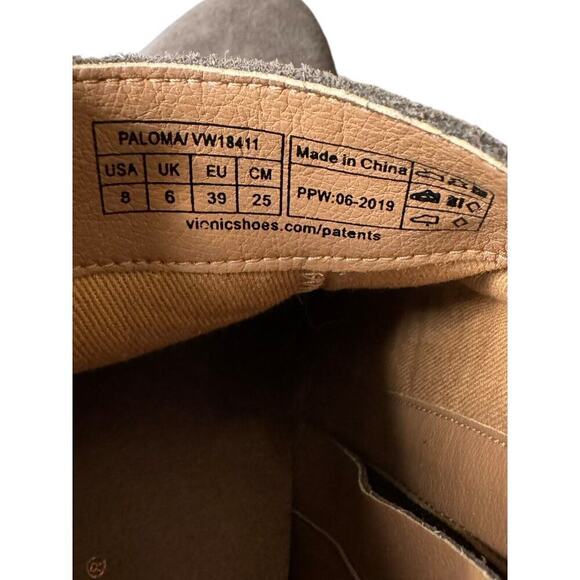 PALOMA/VW18411
USA UK EU CM
8 6 39 25
Made in China
PPW:06-2019
vionicshoes.com/patents